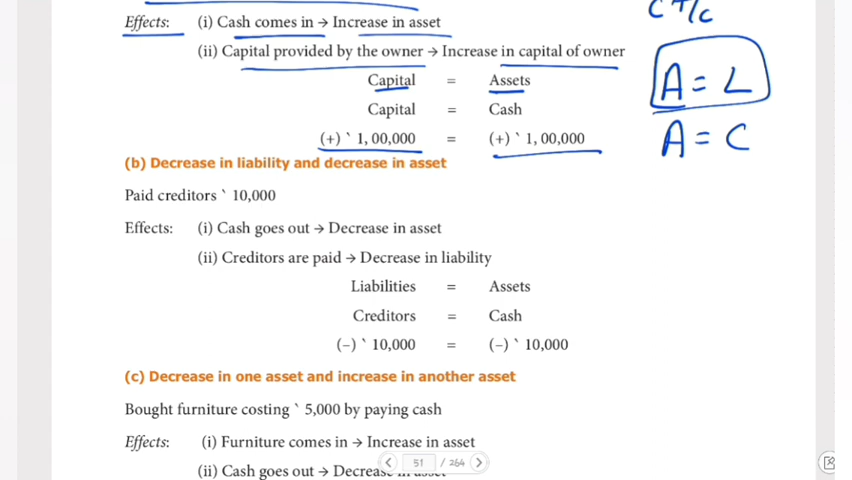 Effects: (i) Cash comes in → Increase in asset
(ii) Capital provided by the owner → Increase in capital of owner
Capital = Assets
Capital = Cash
(+) ` 1, 00,000 = (+) ` 1, 00,000
A = L
A = C
(b) Decrease in liability and decrease in asset
Paid creditors ` 10,000
Effects: (i) Cash goes out → Decrease in asset
(ii) Creditors are paid → Decrease in liability
Liabilities = Assets
Creditors = Cash
(–) ` 10,000 = (–) ` 10,000
(c) Decrease in one asset and increase in another asset
Bought furniture costing ` 5,000 by paying cash
Effects: (i) Furniture comes in → Increase in asset
51 / 264
(ii) Cash goes out → Decrease in asset